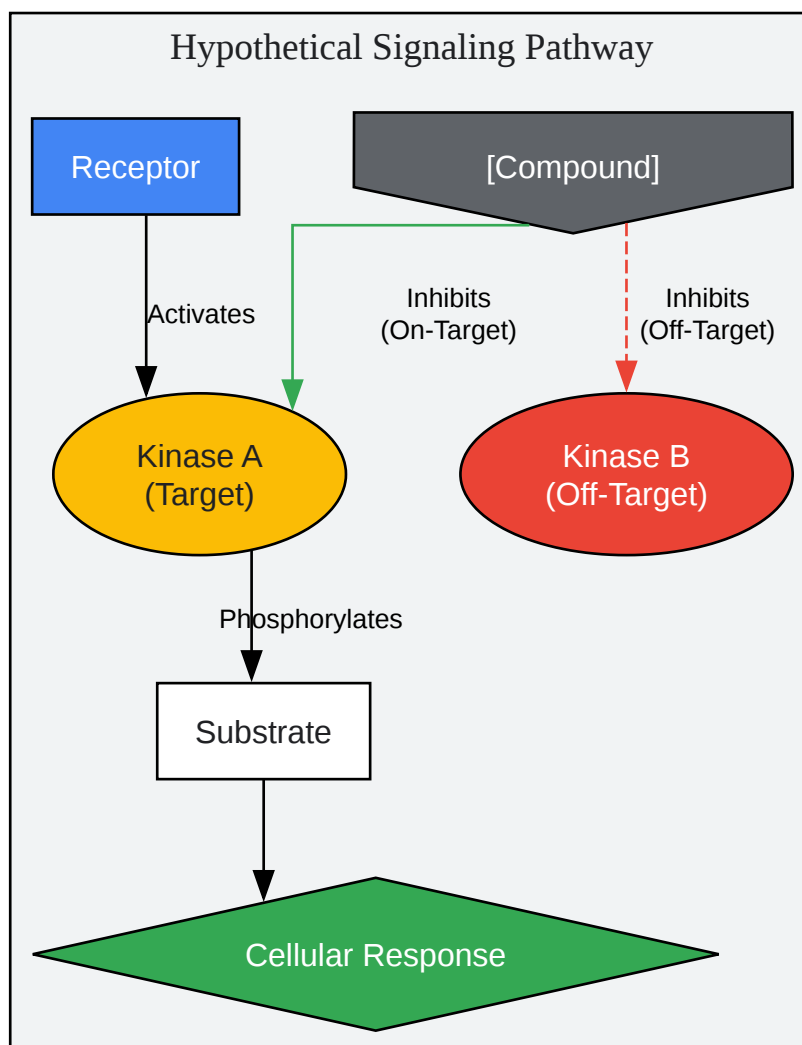 Hypothetical Signaling Pathway
Receptor
[Compound]
Activates
Inhibits
(On-Target)
Inhibits
(Off-Target)
Kinase A
(Target)
Kinase B
(Off-Target)
Phosphorylates
Substrate
Cellular Response